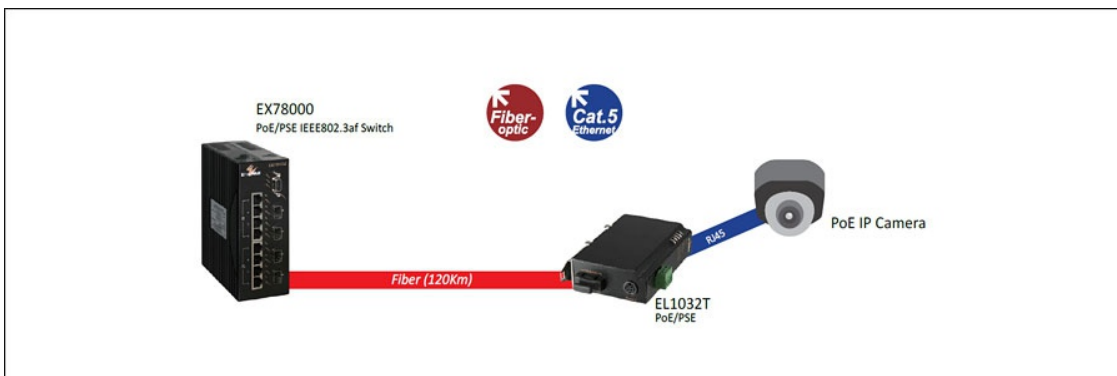 EX78000
PoE/PSE IEEE802.3af Switch
Fiber-
optic
Cat.5
Ethernet
PoE IP Camera
RJ45
Fiber (120Km)
EL1032T
PoE/PSE